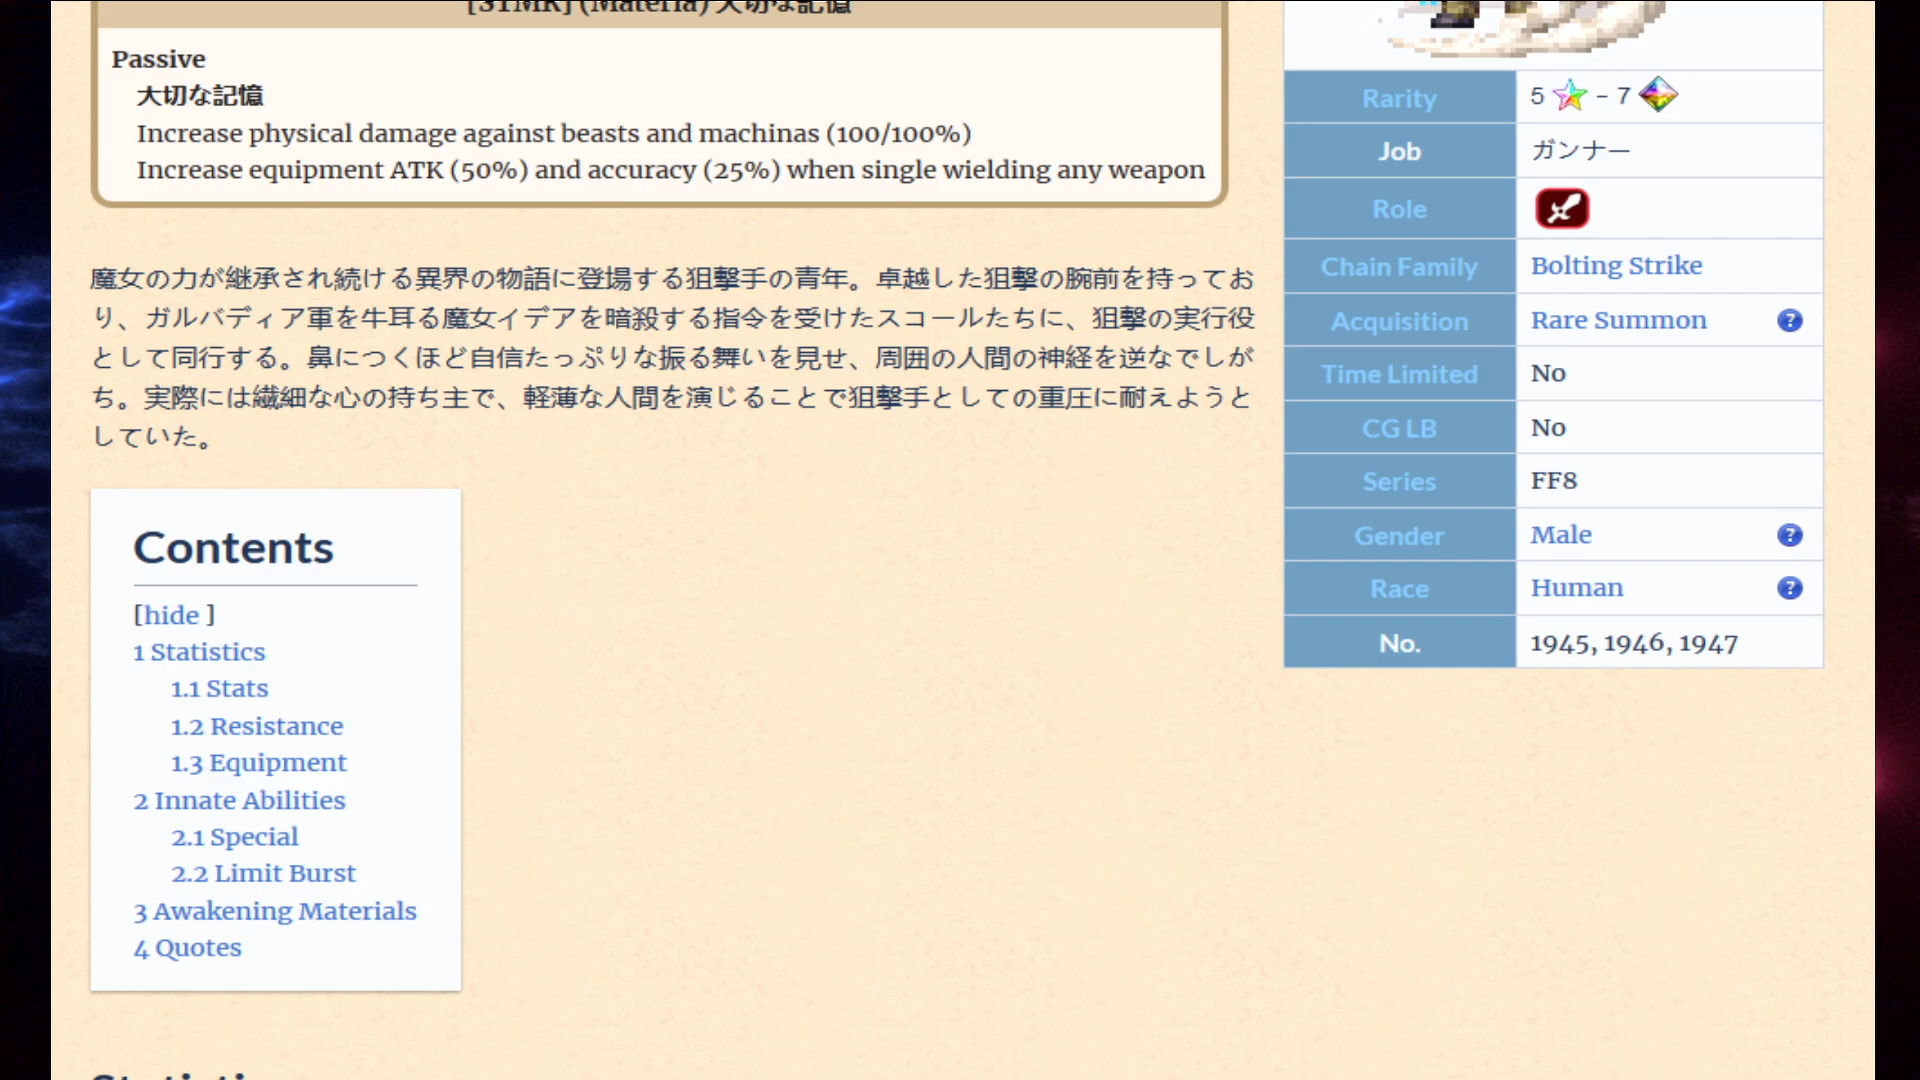 [STMR] (Materia) 大切な記憶
Passive
大切な記憶
Increase physical damage against beasts and machinas (100/100%)
Increase equipment ATK (50%) and accuracy (25%) when single wielding any weapon
魔女の力が継承され続ける異界の物語に登場する狙撃手の青年。卓越した狙撃の腕前を持ってお
り、ガルバディア軍を牛耳る魔女イデアを暗殺する指令を受けたスコールたちに、狙撃の実行役
として同行する。鼻につくほど自信たっぷりな振る舞いを見せ、周囲の人間の神経を逆なでしが
ち。実際には繊細な心の持ち主で、軽薄な人間を演じることで狙撃手としての重圧に耐えようと
していた。
Contents
[hide ]
1 Statistics
1.1 Stats
1.2 Resistance
1.3 Equipment
2 Innate Abilities
2.1 Special
2.2 Limit Burst
3 Awakening Materials
4 Quotes
Rarity 5 - 7
Job ガンナー
Role
Chain Family Bolting Strike
Acquisition Rare Summon ?
Time Limited No
CG LB No
Series FF8
Gender Male ?
Race Human ?
No. 1945, 1946, 1947